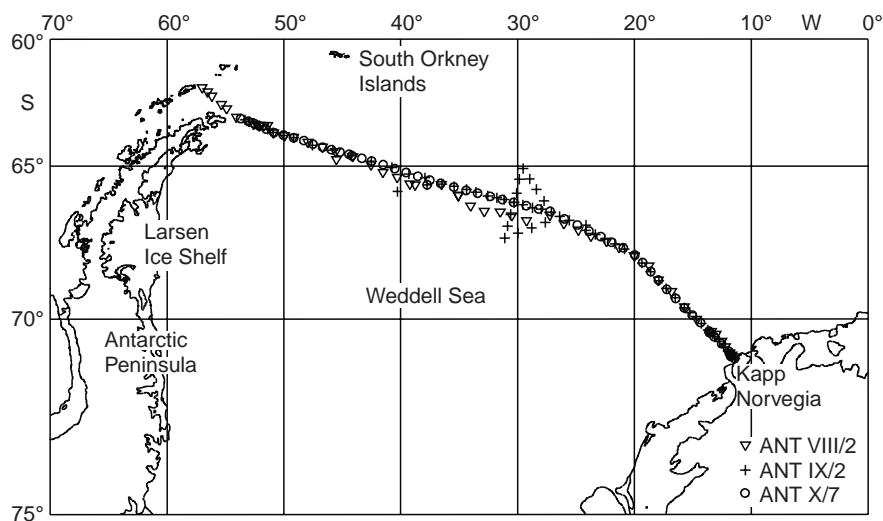 70° 60° 50° 40° 30° 20° 10° W 0°
60°
South Orkney
Islands
S
65°
Larsen
Ice Shelf
Weddell Sea
70°
Antarctic
Peninsula
Kapp
Norvegia
ANT VIII/2
ANT IX/2
ANT X/7
75°